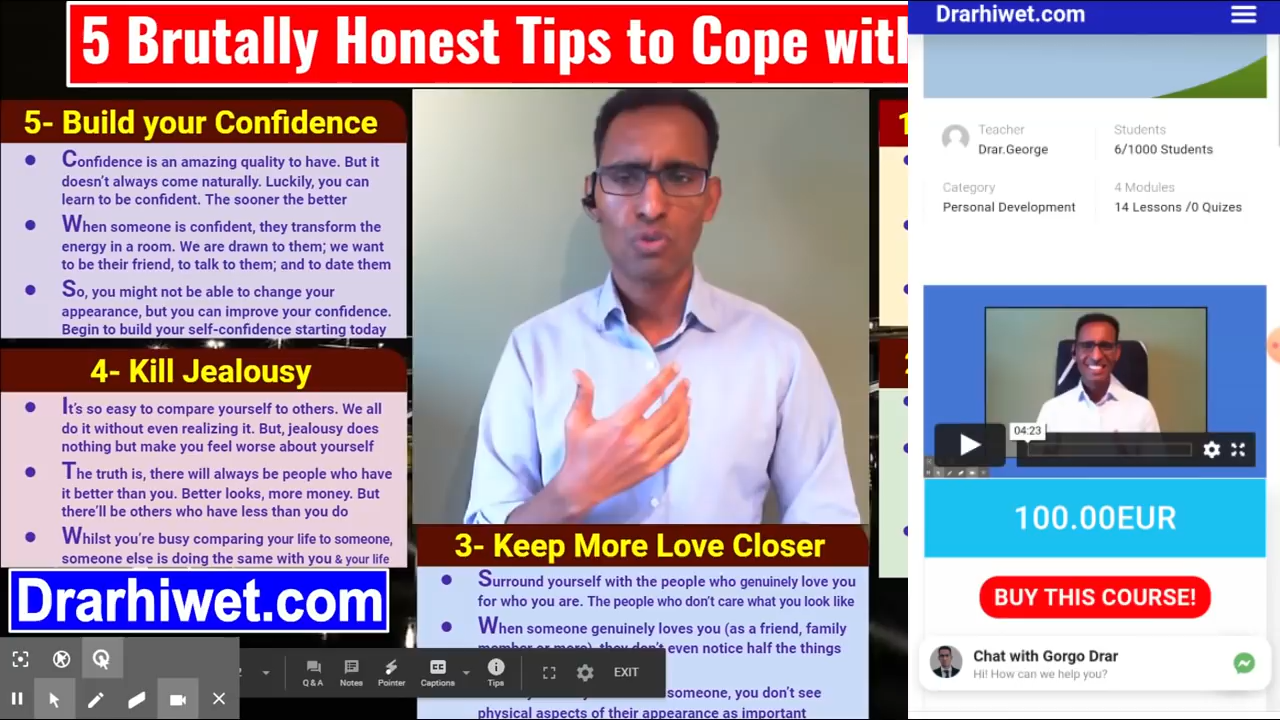 5 Brutally Honest Tips to Cope with
5- Build your Confidence
Confidence is an amazing quality to have. But it
doesn't always come naturally. Luckily, you can
learn to be confident. The sooner the better
When someone is confident, they transform the
energy in a room. We are drawn to them; we want
to be their friend, to talk to them; and to date them
So, you might not be able to change your
appearance, but you can improve your confidence.
Begin to build your self-confidence starting today
4- Kill Jealousy
It's so easy to compare yourself to others. We all
do it without even realizing it. But, jealousy does
nothing but make you feel worse about yourself
The truth is, there will always be people who have
it better than you. Better looks, more money. But
there'll be others who have less than you do
Whilst you're busy comparing your life to someone,
someone else is doing the same with you & your life
Drarhiwet.com
3- Keep More Love Closer
Surround yourself with the people who genuinely love you
for who you are. The people who don't care what you look like
When someone genuinely loves you (as a friend, family
member or more), they don't even notice half the things
someone, you don't see
physical aspects of their appearance as important
Q & A
Notes
Pointer
Captions
Tips
EXIT
Drarhiwet.com
Teacher
Drar.George
Students
6/1000 Students
Category
Personal Development
4 Modules
14 Lessons /0 Quizes
04:23
100.00EUR
BUY THIS COURSE!
Chat with Gorgo Drar
Hi! How can we help you?